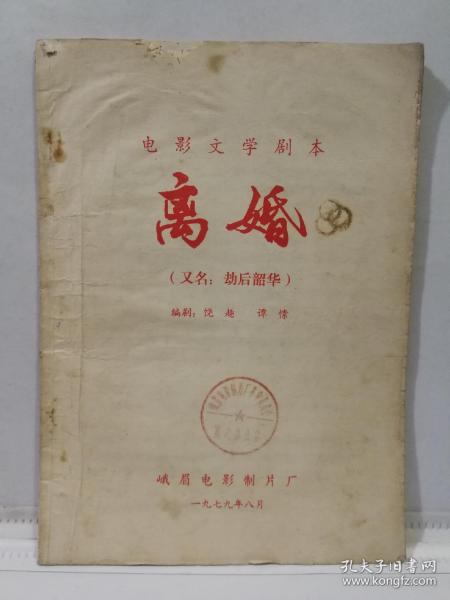 电影文学剧本
离婚
（又名：劫后韶华）
编剧：饶趣 谭愫
峨眉电影制片厂
一九七九年八月
孔夫子旧书网
www.kongfz.com